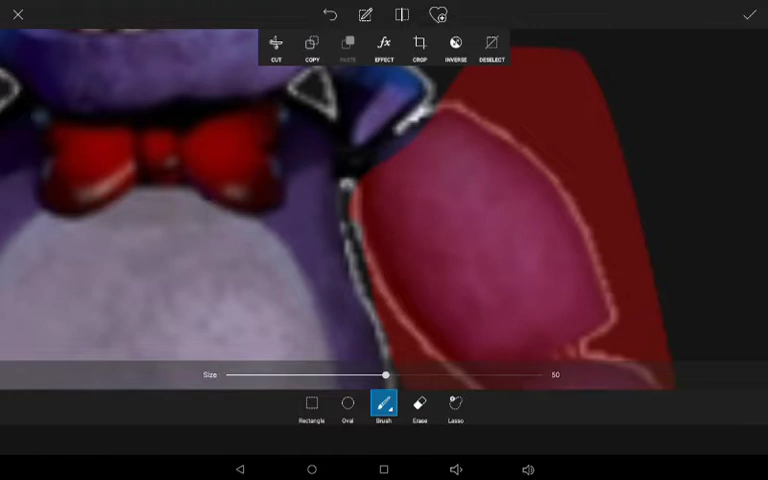 CUT COPY PASTE EFFECT CROP INVERSE DESELECT
Size 50
Rectangle Oval Brush Erase Lasso